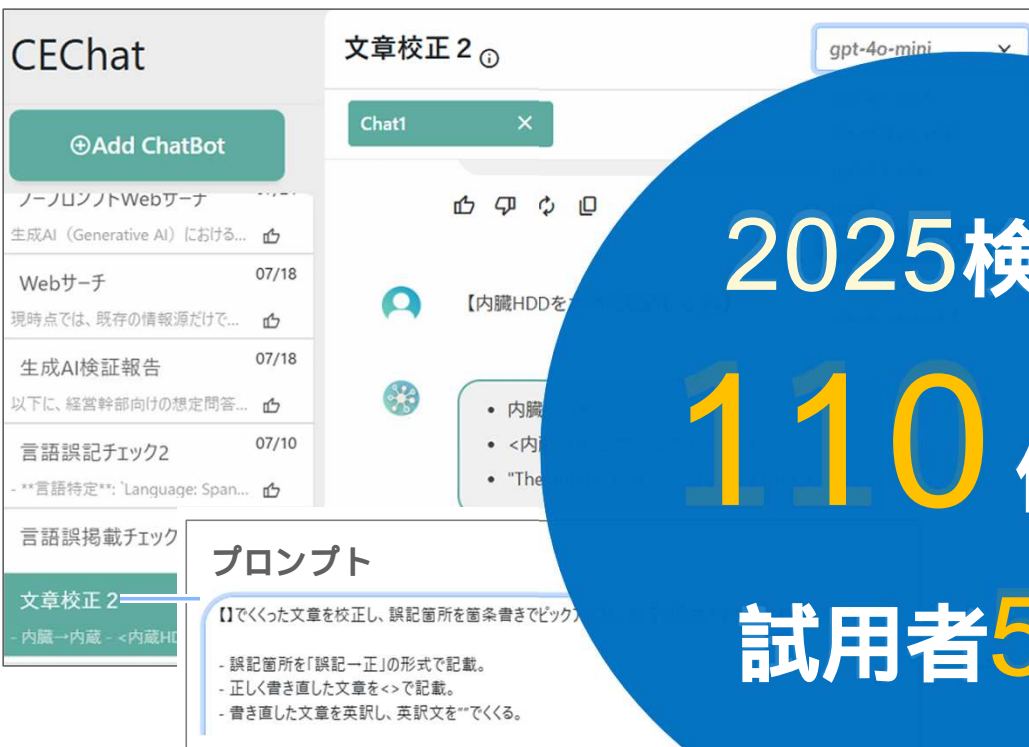 CEChat
⊕Add ChatBot
ノープロンプトWebサーチ
生成AI（Generative AI）における...
Webサーチ 07/18
現時点では、既存の情報源だけで...
生成AI検証報告 07/18
以下に、経営幹部向けの想定問答...
言語誤記チェック2 07/10
- **言語特定**: `Language: Span...
言語誤掲載チェック
文章校正 2
- 内臓→内蔵 - <内蔵HD
文章校正 2
gpt-4o-mini
Chat1 ×
【内臓HDDを
• 内臓
• <内
• "The
プロンプト
【】でくくった文章を校正し、誤記箇所を箇条書きでピック
- 誤記箇所を「誤記→正」の形式で記載。
- 正しく書き直した文章を<>で記載。
- 書き直した文章を英訳し、英訳文を""でくくる。
2025検
110
試用者5